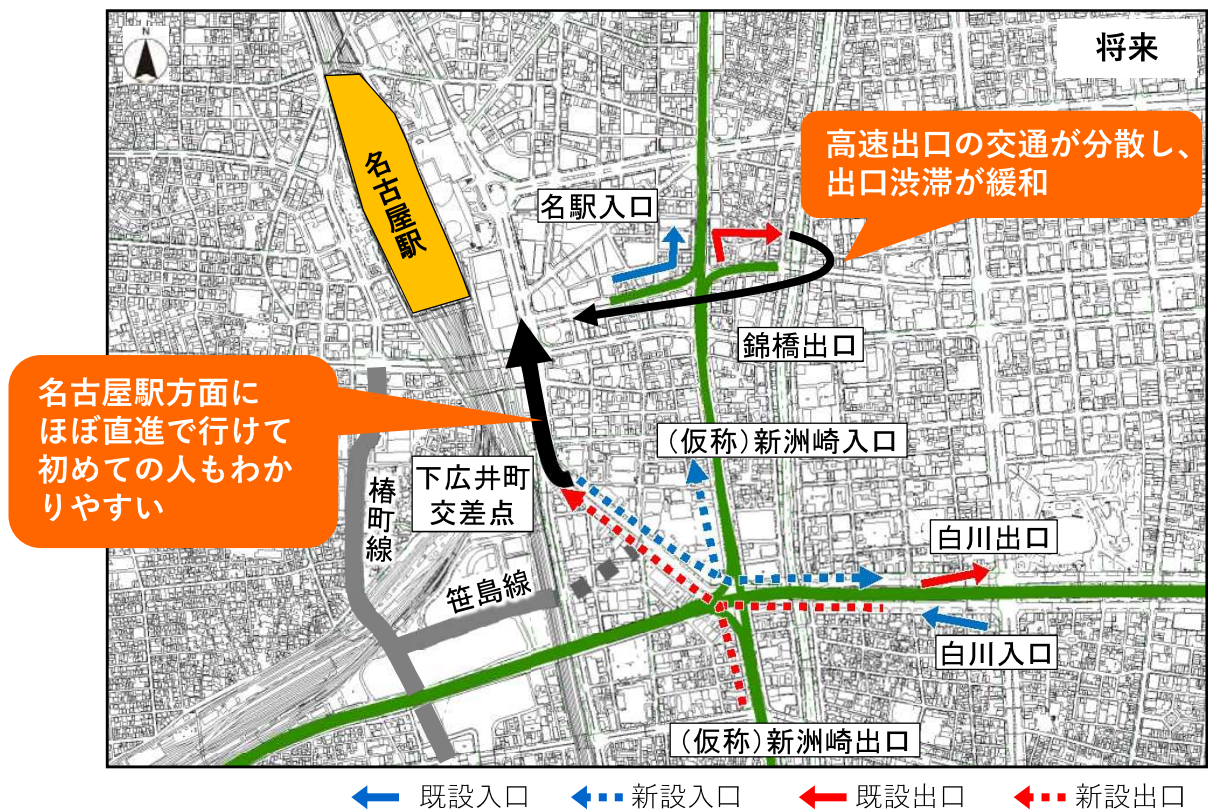 N
将来
高速出口の交通が分散し、
出口渋滞が緩和
名古屋駅
名駅入口
錦橋出口
名古屋駅方面に
ほぼ直進で行けて
初めての人もわか
りやすい
(仮称)新洲崎入口
下広井町
交差点
椿町線
笹島線
白川出口
白川入口
(仮称)新洲崎出口
既設入口
新設入口
既設出口
新設出口